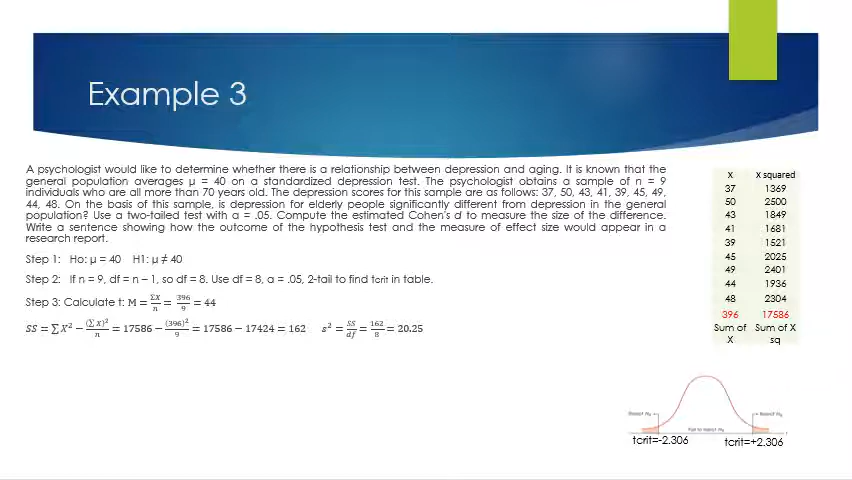 Example 3
A psychologist would like to determine whether there is a relationship between depression and aging. It is known that the
general population averages μ = 40 on a standardized depression test. The psychologist obtains a sample of n = 9
individuals who are all more than 70 years old. The depression scores for this sample are as follows: 37, 50, 43, 41, 39, 45, 49,
44, 48. On the basis of this sample, is depression for elderly people significantly different from depression in the general
population? Use a two-tailed test with α = .05. Compute the estimated Cohen's d to measure the size of the difference.
Write a sentence showing how the outcome of the hypothesis test and the measure of effect size would appear in a
research report.
Step 1: Ho: μ = 40 H1: μ ≠ 40
Step 2: If n = 9, df = n – 1, so df = 8. Use df = 8, α = .05, 2-tail to find tcrit in table.
Step 3: Calculate t: M = ΣX/n = 396/9 = 44
SS = ∑ X² − (∑ X)²/n = 17586 − (396)²/9 = 17586 − 17424 = 162 s² = SS/df = 162/8 = 20.25
X X squared
37 1369
50 2500
43 1849
41 1681
39 1521
45 2025
49 2401
44 1936
48 2304
396 17586
Sum of Sum of X
X sq
Reject H₀ Reject H₀
Fail to reject H₀
tcrit=-2.306 tcrit=+2.306